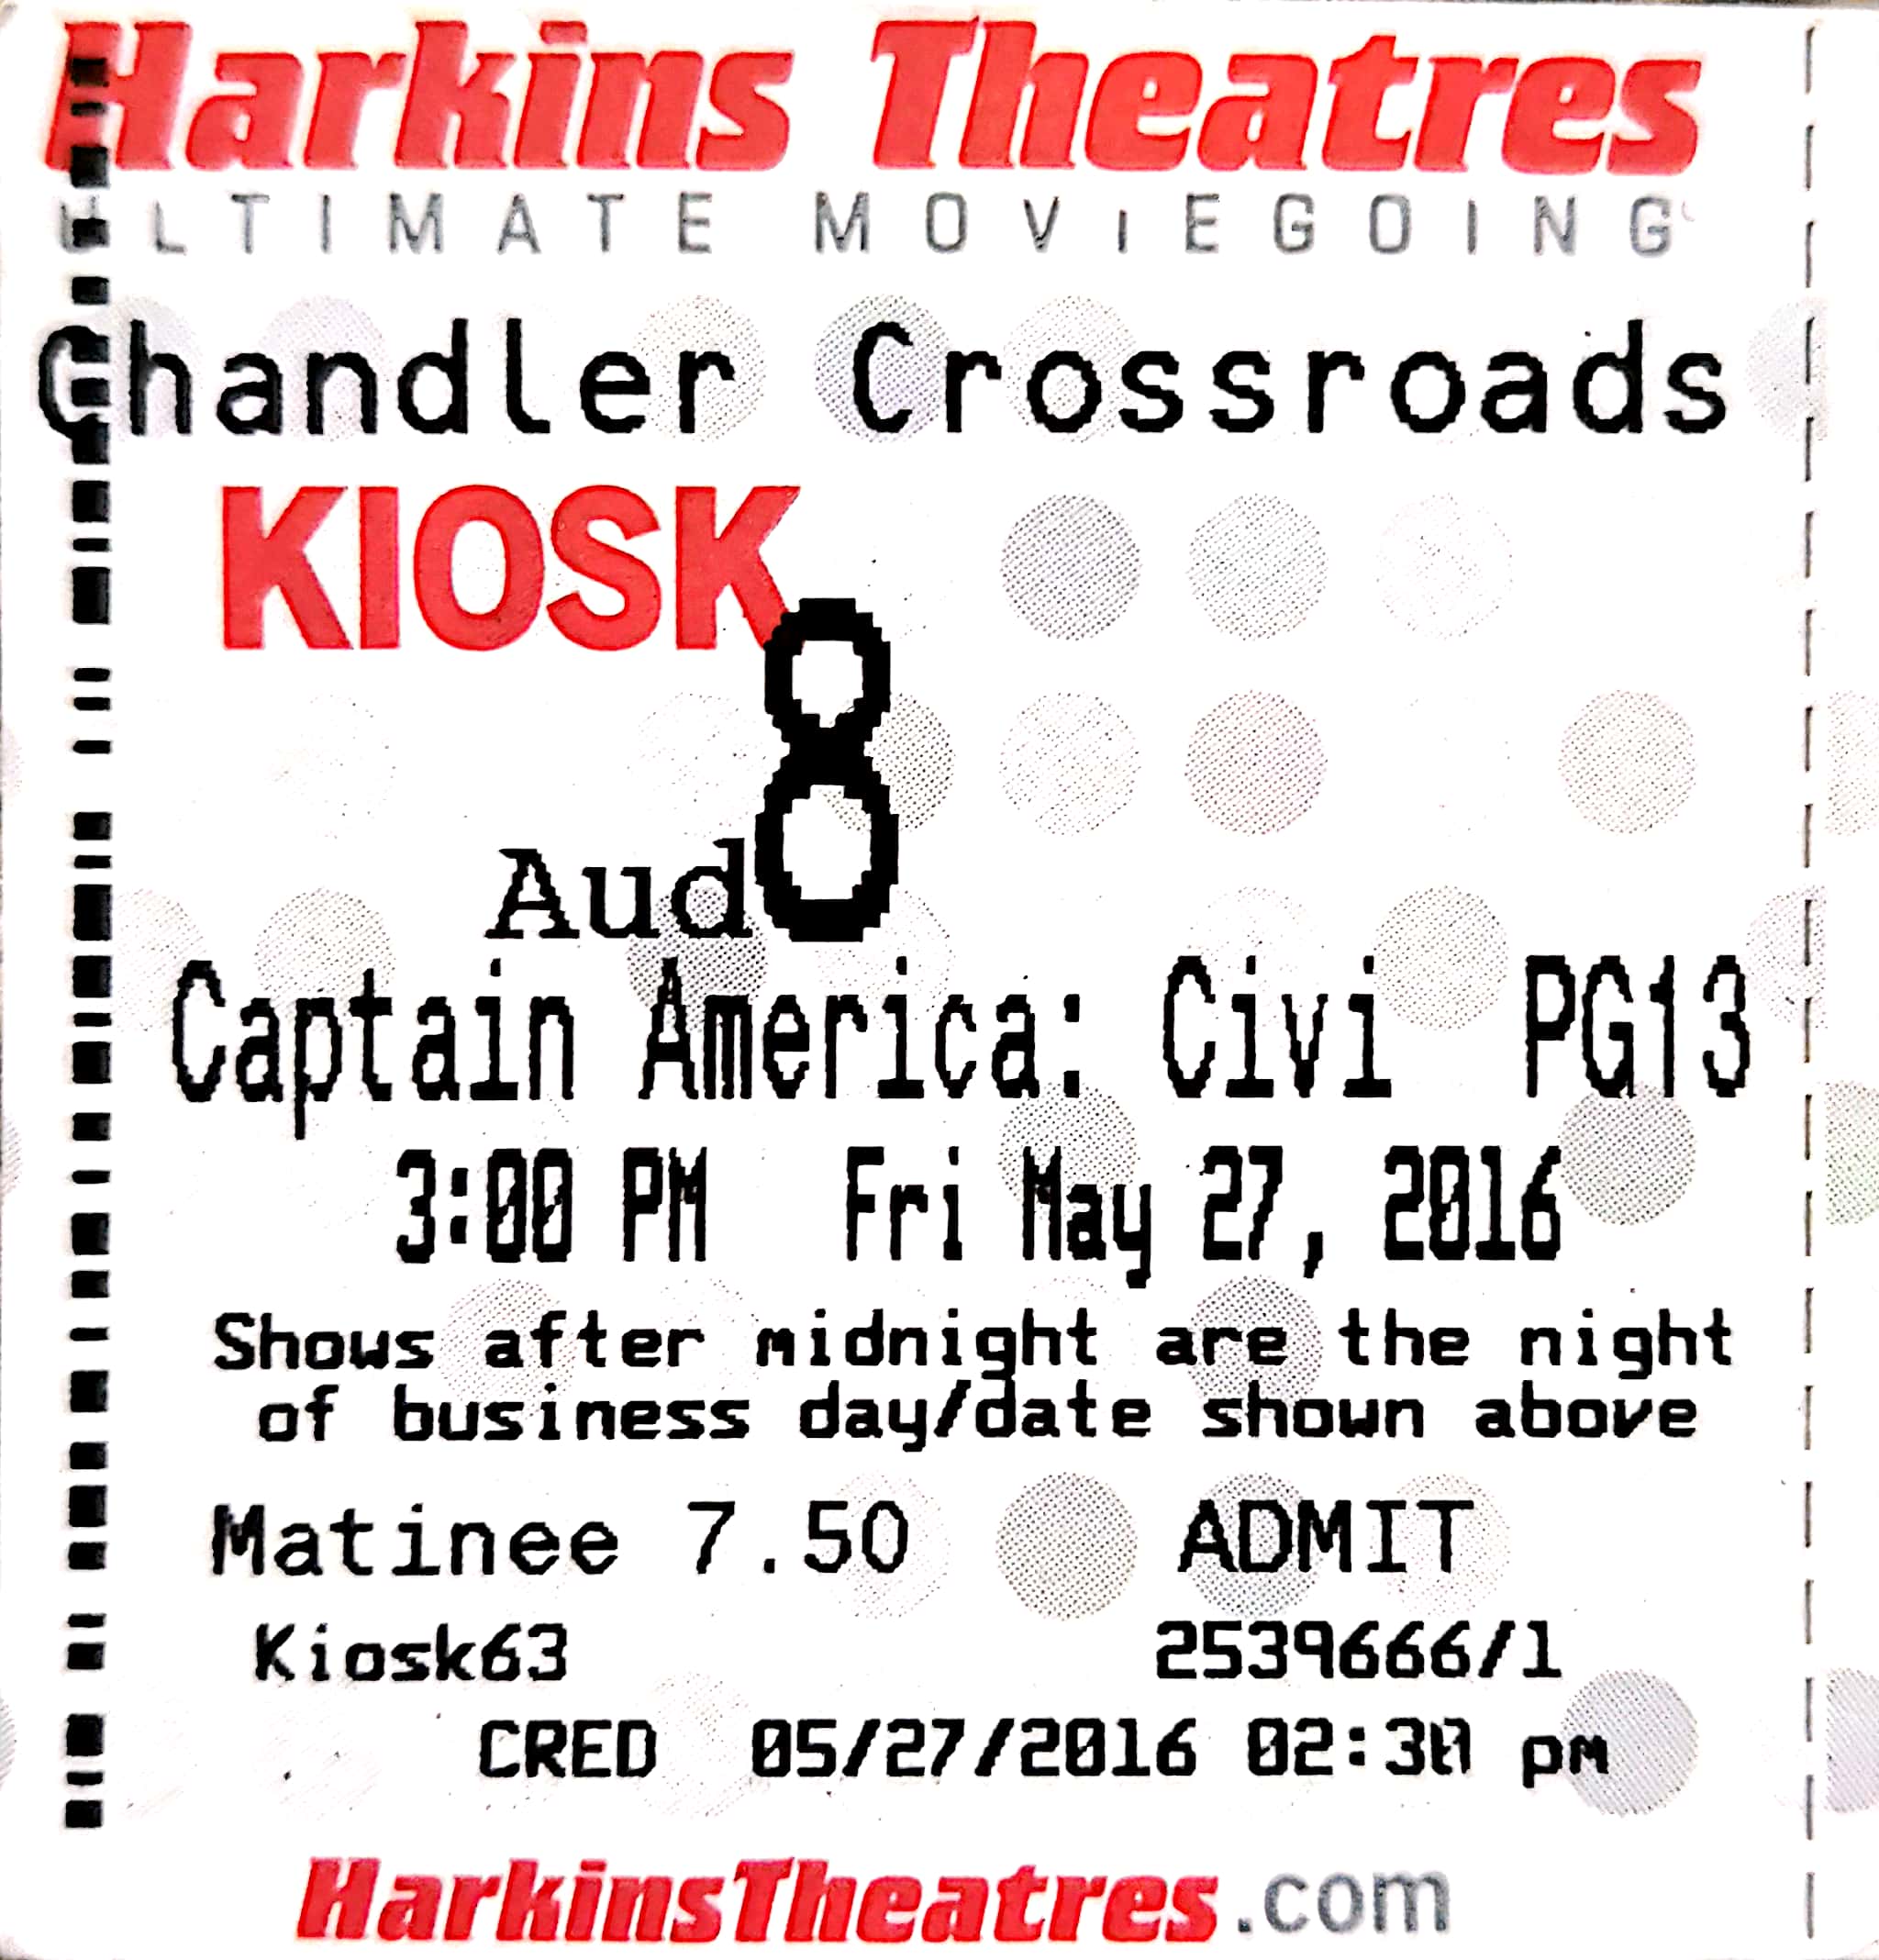 Harkins Theatres
ULTIMATE MOVIEGOING
Chandler Crossroads
KIOSK
Aud 8
Captain America: Civi PG13
3:00 PM Fri May 27, 2016
Shows after midnight are the night
of business day/date shown above
Matinee 7.50 ADMIT
Kiosk63 2539666/1
CRED 05/27/2016 02:30 pm
HarkinsTheatres.com